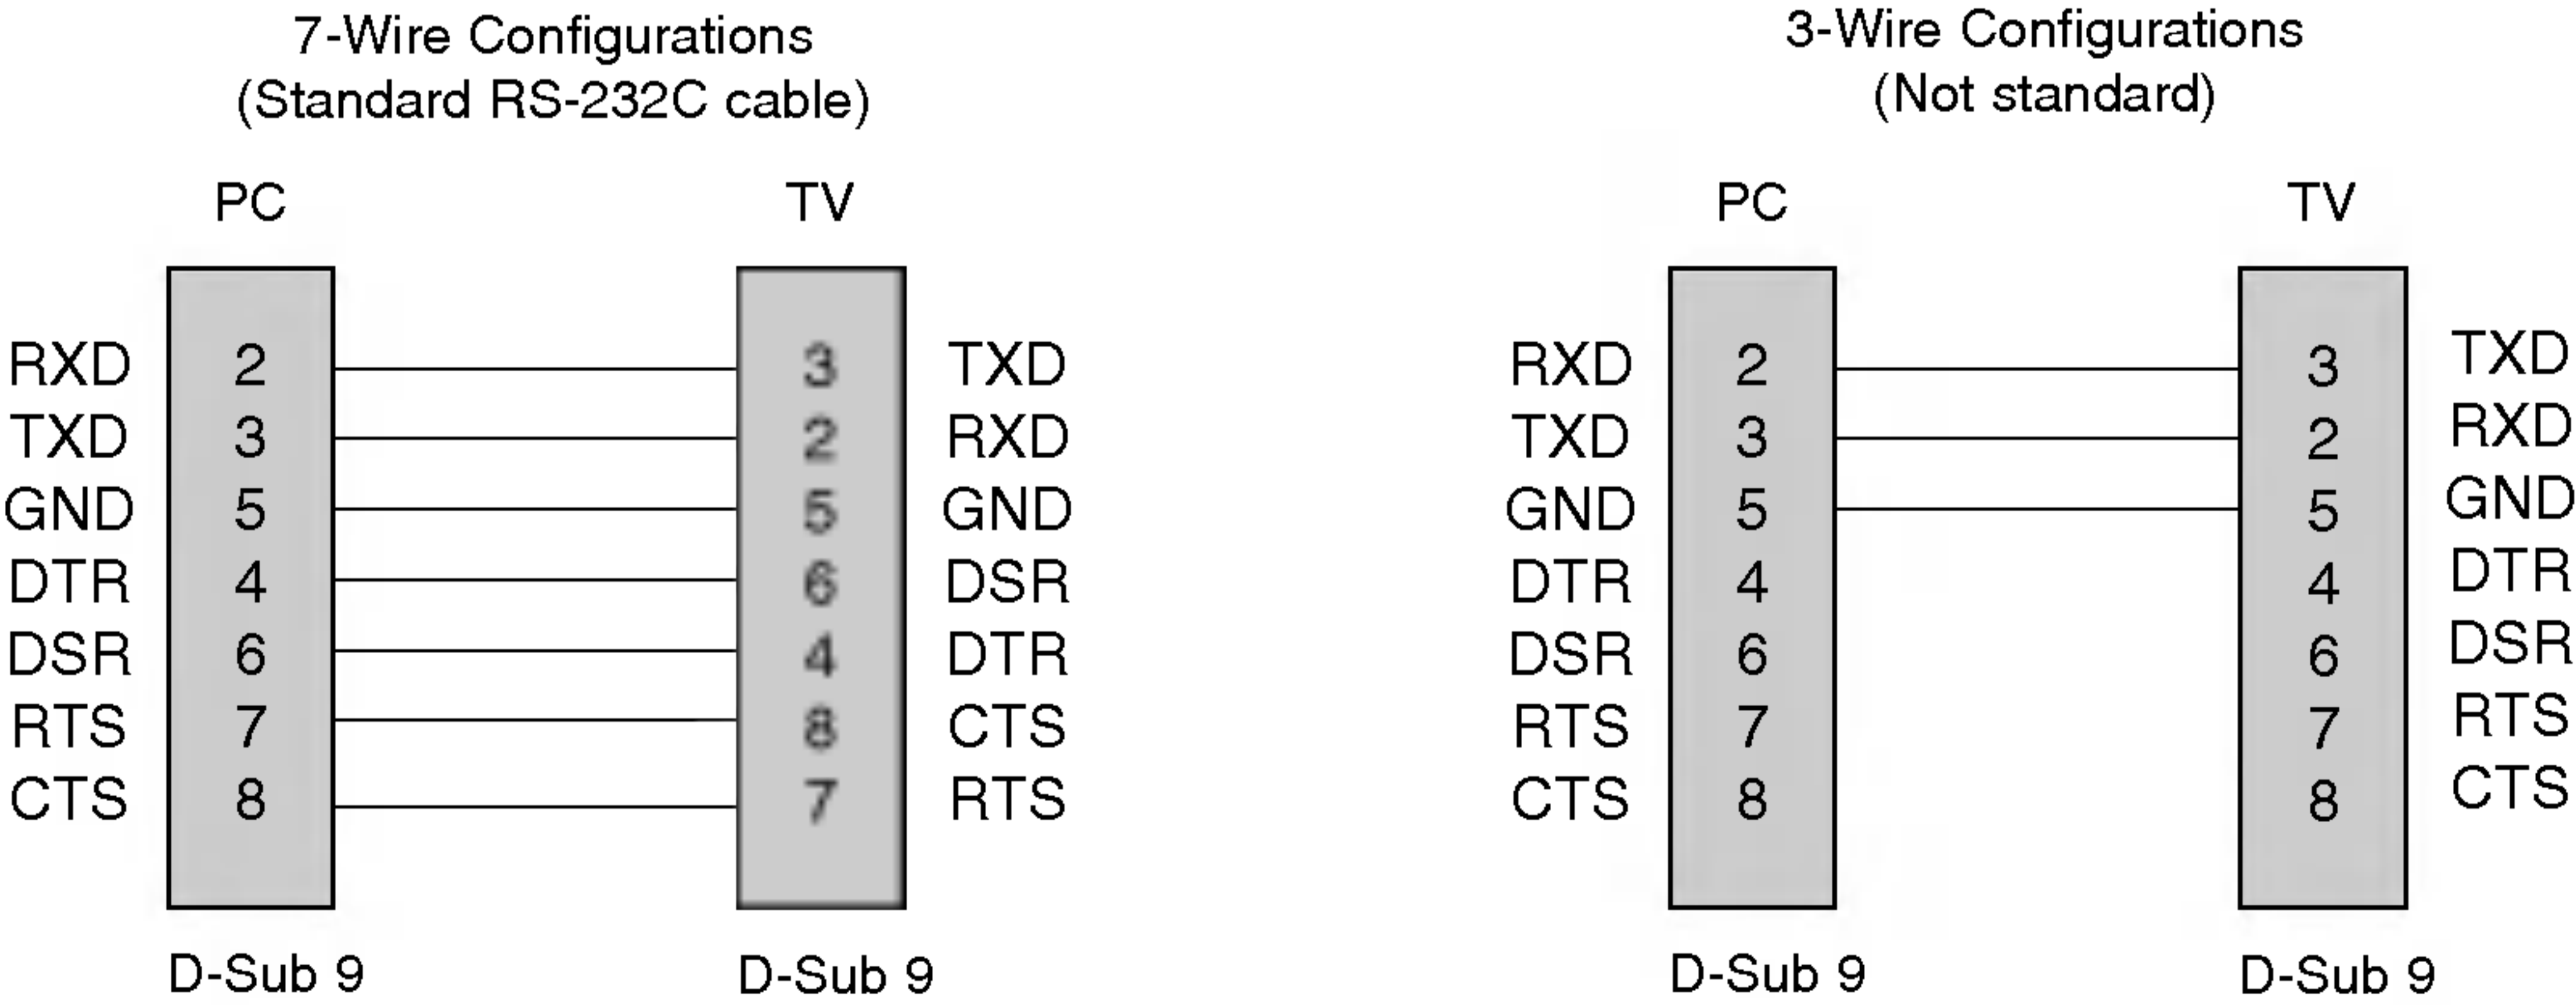 7-Wire Configurations
(Standard RS-232C cable)
PC TV
RXD 2 3 TXD
TXD 3 2 RXD
GND 5 5 GND
DTR 4 6 DSR
DSR 6 4 DTR
RTS 7 8 CTS
CTS 8 7 RTS
D-Sub 9 D-Sub 9
3-Wire Configurations
(Not standard)
PC TV
RXD 2 3 TXD
TXD 3 2 RXD
GND 5 5 GND
DTR 4 4 DTR
DSR 6 6 DSR
RTS 7 7 RTS
CTS 8 8 CTS
D-Sub 9 D-Sub 9